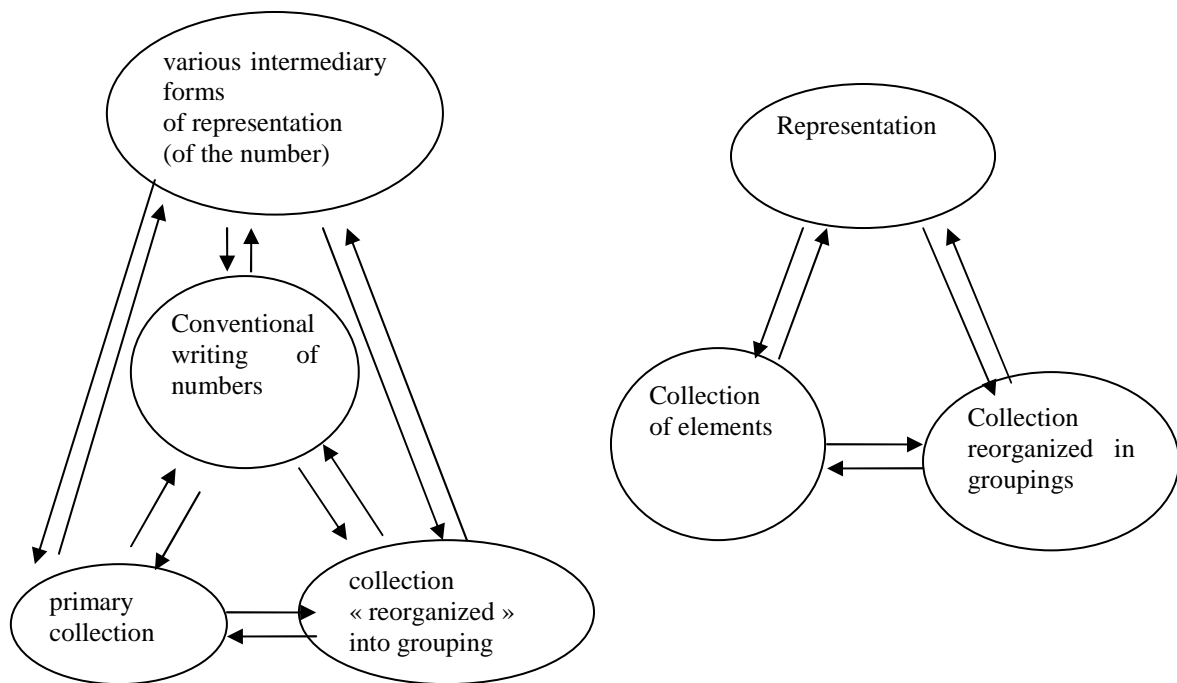 various intermediary
forms
of representation
(of the number)
Conventional
writing of
numbers
primary
collection
collection
« reorganized »
into grouping
Representation
Collection
of elements
Collection
reorganized in
groupings